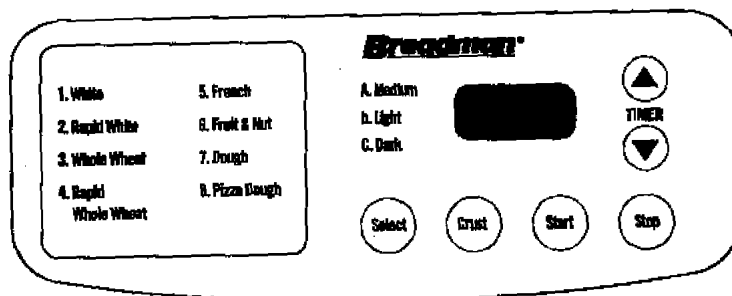 Breadman®
1. White
2. Rapid White
3. Whole Wheat
4. Rapid
Whole Wheat
5. French
6. Fruit & Nut
7. Dough
8. Pizza Dough
A. Medium
b. Light
C. Dark
TIMER
Select
Crust
Start
Stop